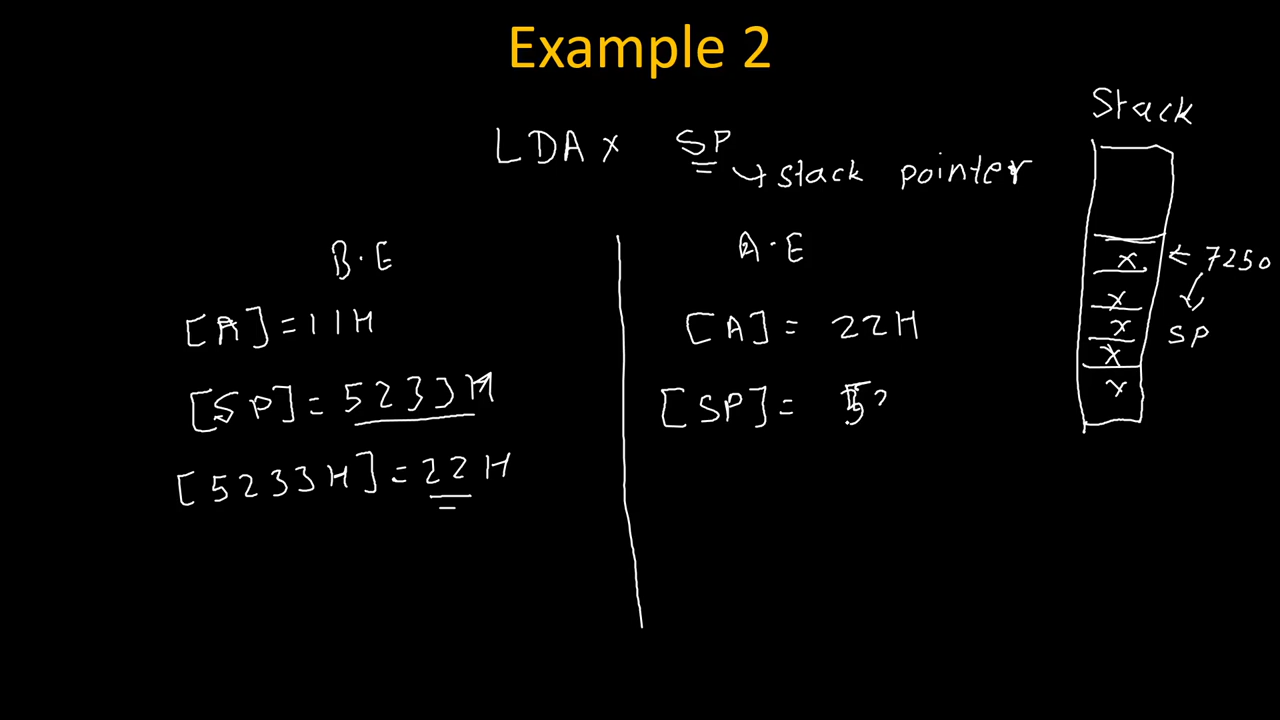 Example 2
LDAX SP
→ stack pointer
Stack
← 7250
SP
x
x
x
x
x
B.E
[A] = 11H
[SP] = 5233H
[5233H] = 22H
A.E
[A] = 22H
[SP] =